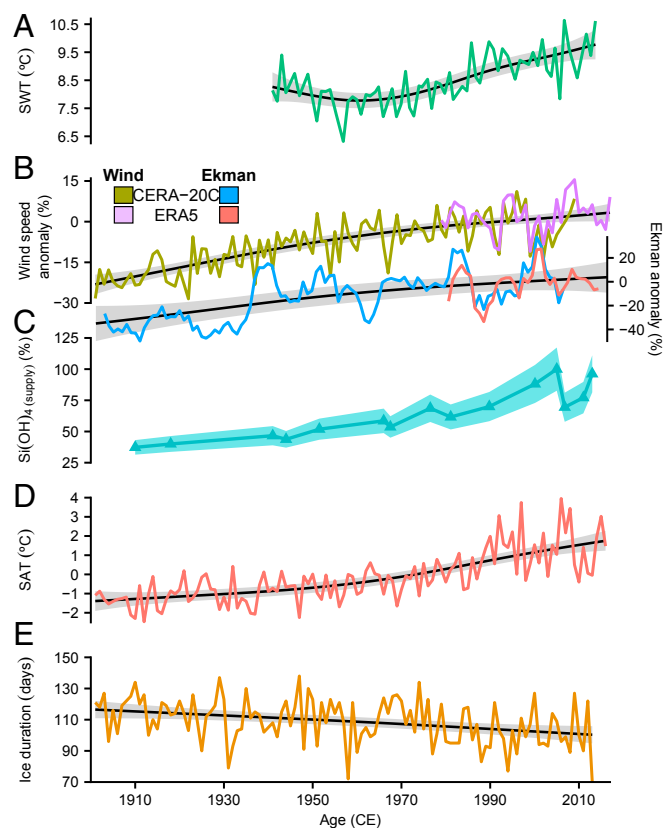 A
SWT (ºC)
10.5
9.5
8.5
7.5
6.5
B
Wind Ekman
CERA−20C
ERA5
Wind speed
anomaly (%)
15
0
−15
−30
Ekman anomaly (%)
20
0
−20
−40
C
Si(OH)4 (supply) (%)
125
100
75
50
25
D
SAT (ºC)
4
3
2
1
0
−1
−2
E
Ice duration (days)
150
130
110
90
70
1910 1930 1950 1970 1990 2010
Age (CE)